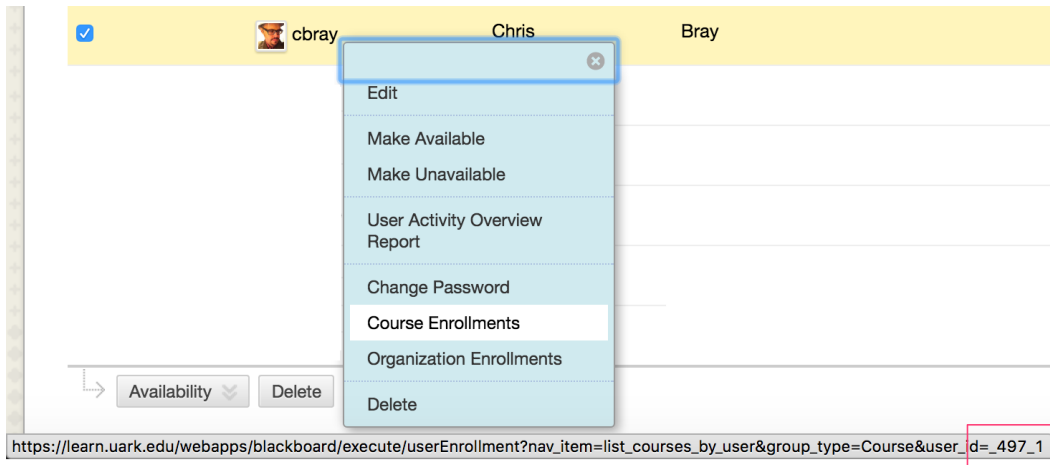 cbray Chris Bray
Edit
Make Available
Make Unavailable
User Activity Overview
Report
Change Password
Course Enrollments
Organization Enrollments
Delete
Availability Delete
https://learn.uark.edu/webapps/blackboard/execute/userEnrollment?nav_item=list_courses_by_user&group_type=Course&user_id=_497_1